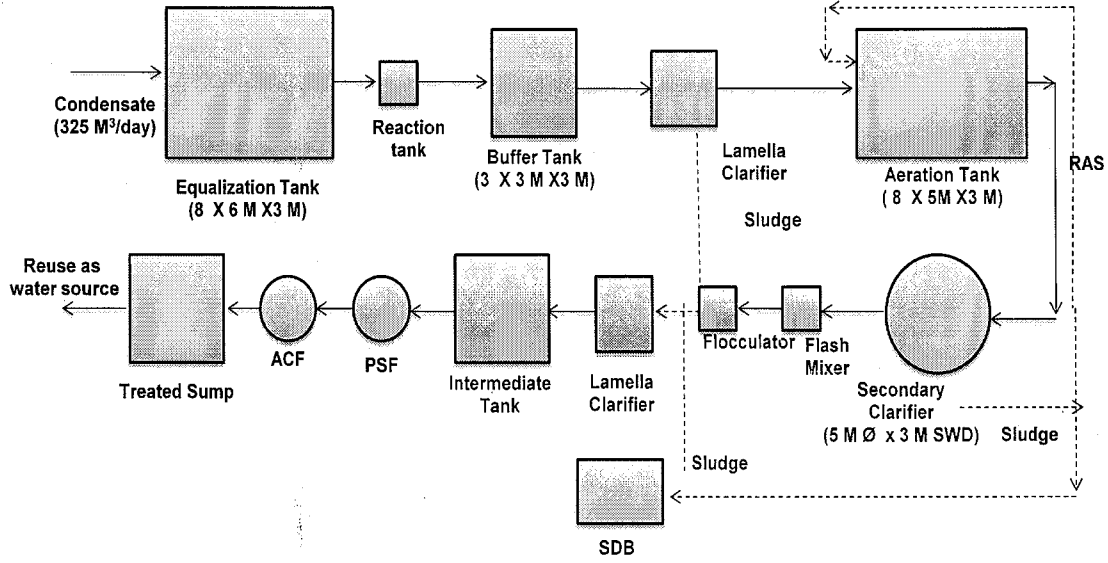 Condensate
(325 M³/day)
Equalization Tank
(8 X 6 M X3 M)
Reaction
tank
Buffer Tank
(3 X 3 M X3 M)
Lamella
Clarifier
Sludge
Aeration Tank
( 8 X 5M X3 M)
RAS
Reuse as
water source
Treated Sump
ACF
PSF
Intermediate
Tank
Lamella
Clarifier
Flocculator
Flash
Mixer
Secondary
Clarifier
(5 M Ø x 3 M SWD)
Sludge
Sludge
SDB